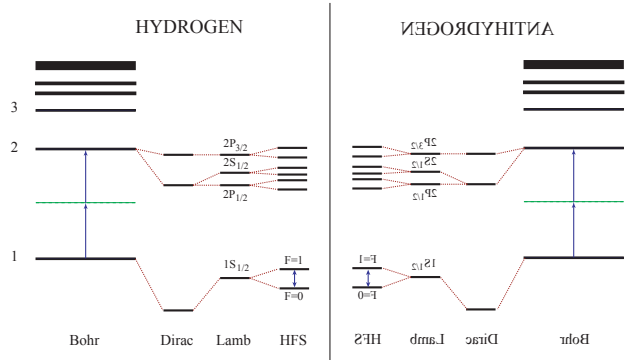 HYDROGEN
ANTIHYDROGEN
3
2
2P3/2
2S1/2
2P1/2
2P3/2
2S1/2
2P1/2
1
1S1/2
F=1
F=0
F=1
F=0
1S1/2
Bohr Dirac Lamb HFS
HFS Lamb Dirac Bohr